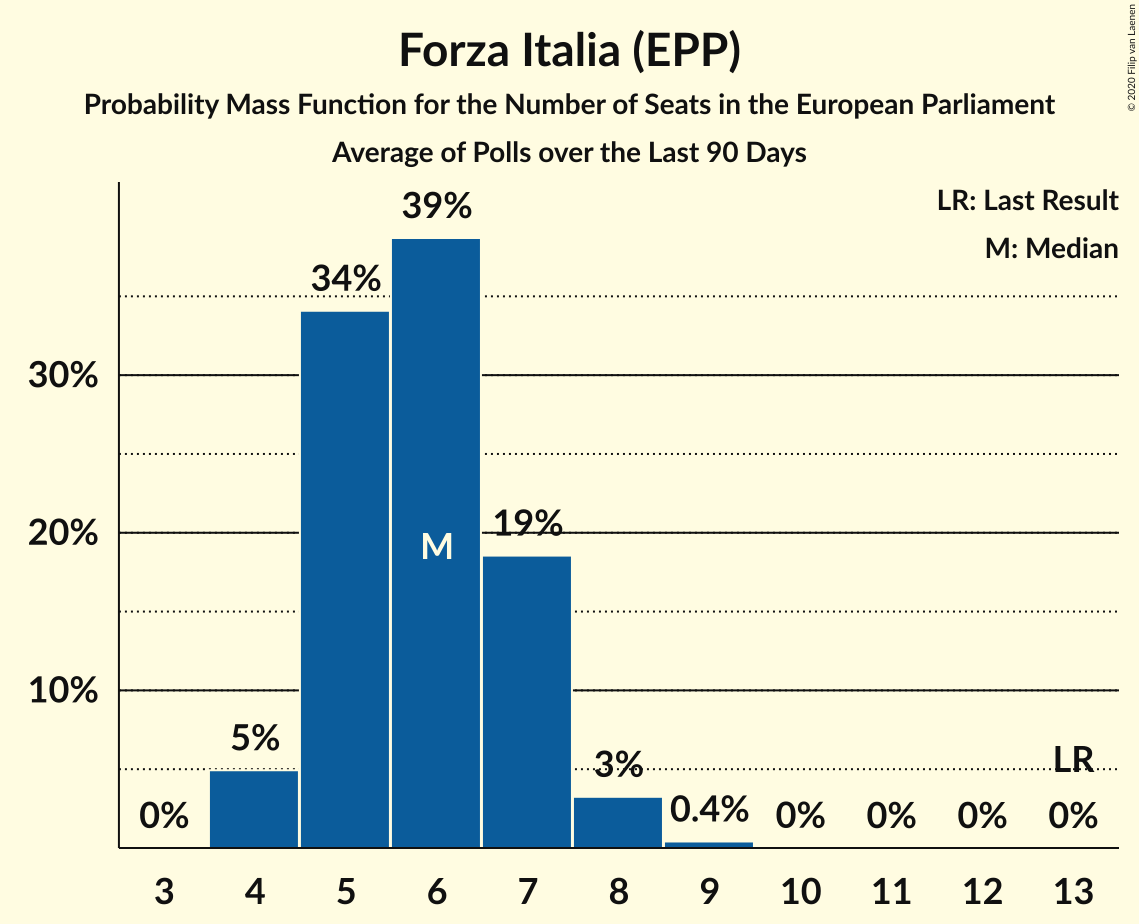 Forza Italia (EPP)
Probability Mass Function for the Number of Seats in the European Parliament
Average of Polls over the Last 90 Days
© 2020 Filip van Laenen
LR: Last Result
M: Median
39%
34%
30%
20%
19%
M
10%
5%
3%
LR
0%
0.4%
0%
0%
0%
0%
3 4 5 6 7 8 9 10 11 12 13